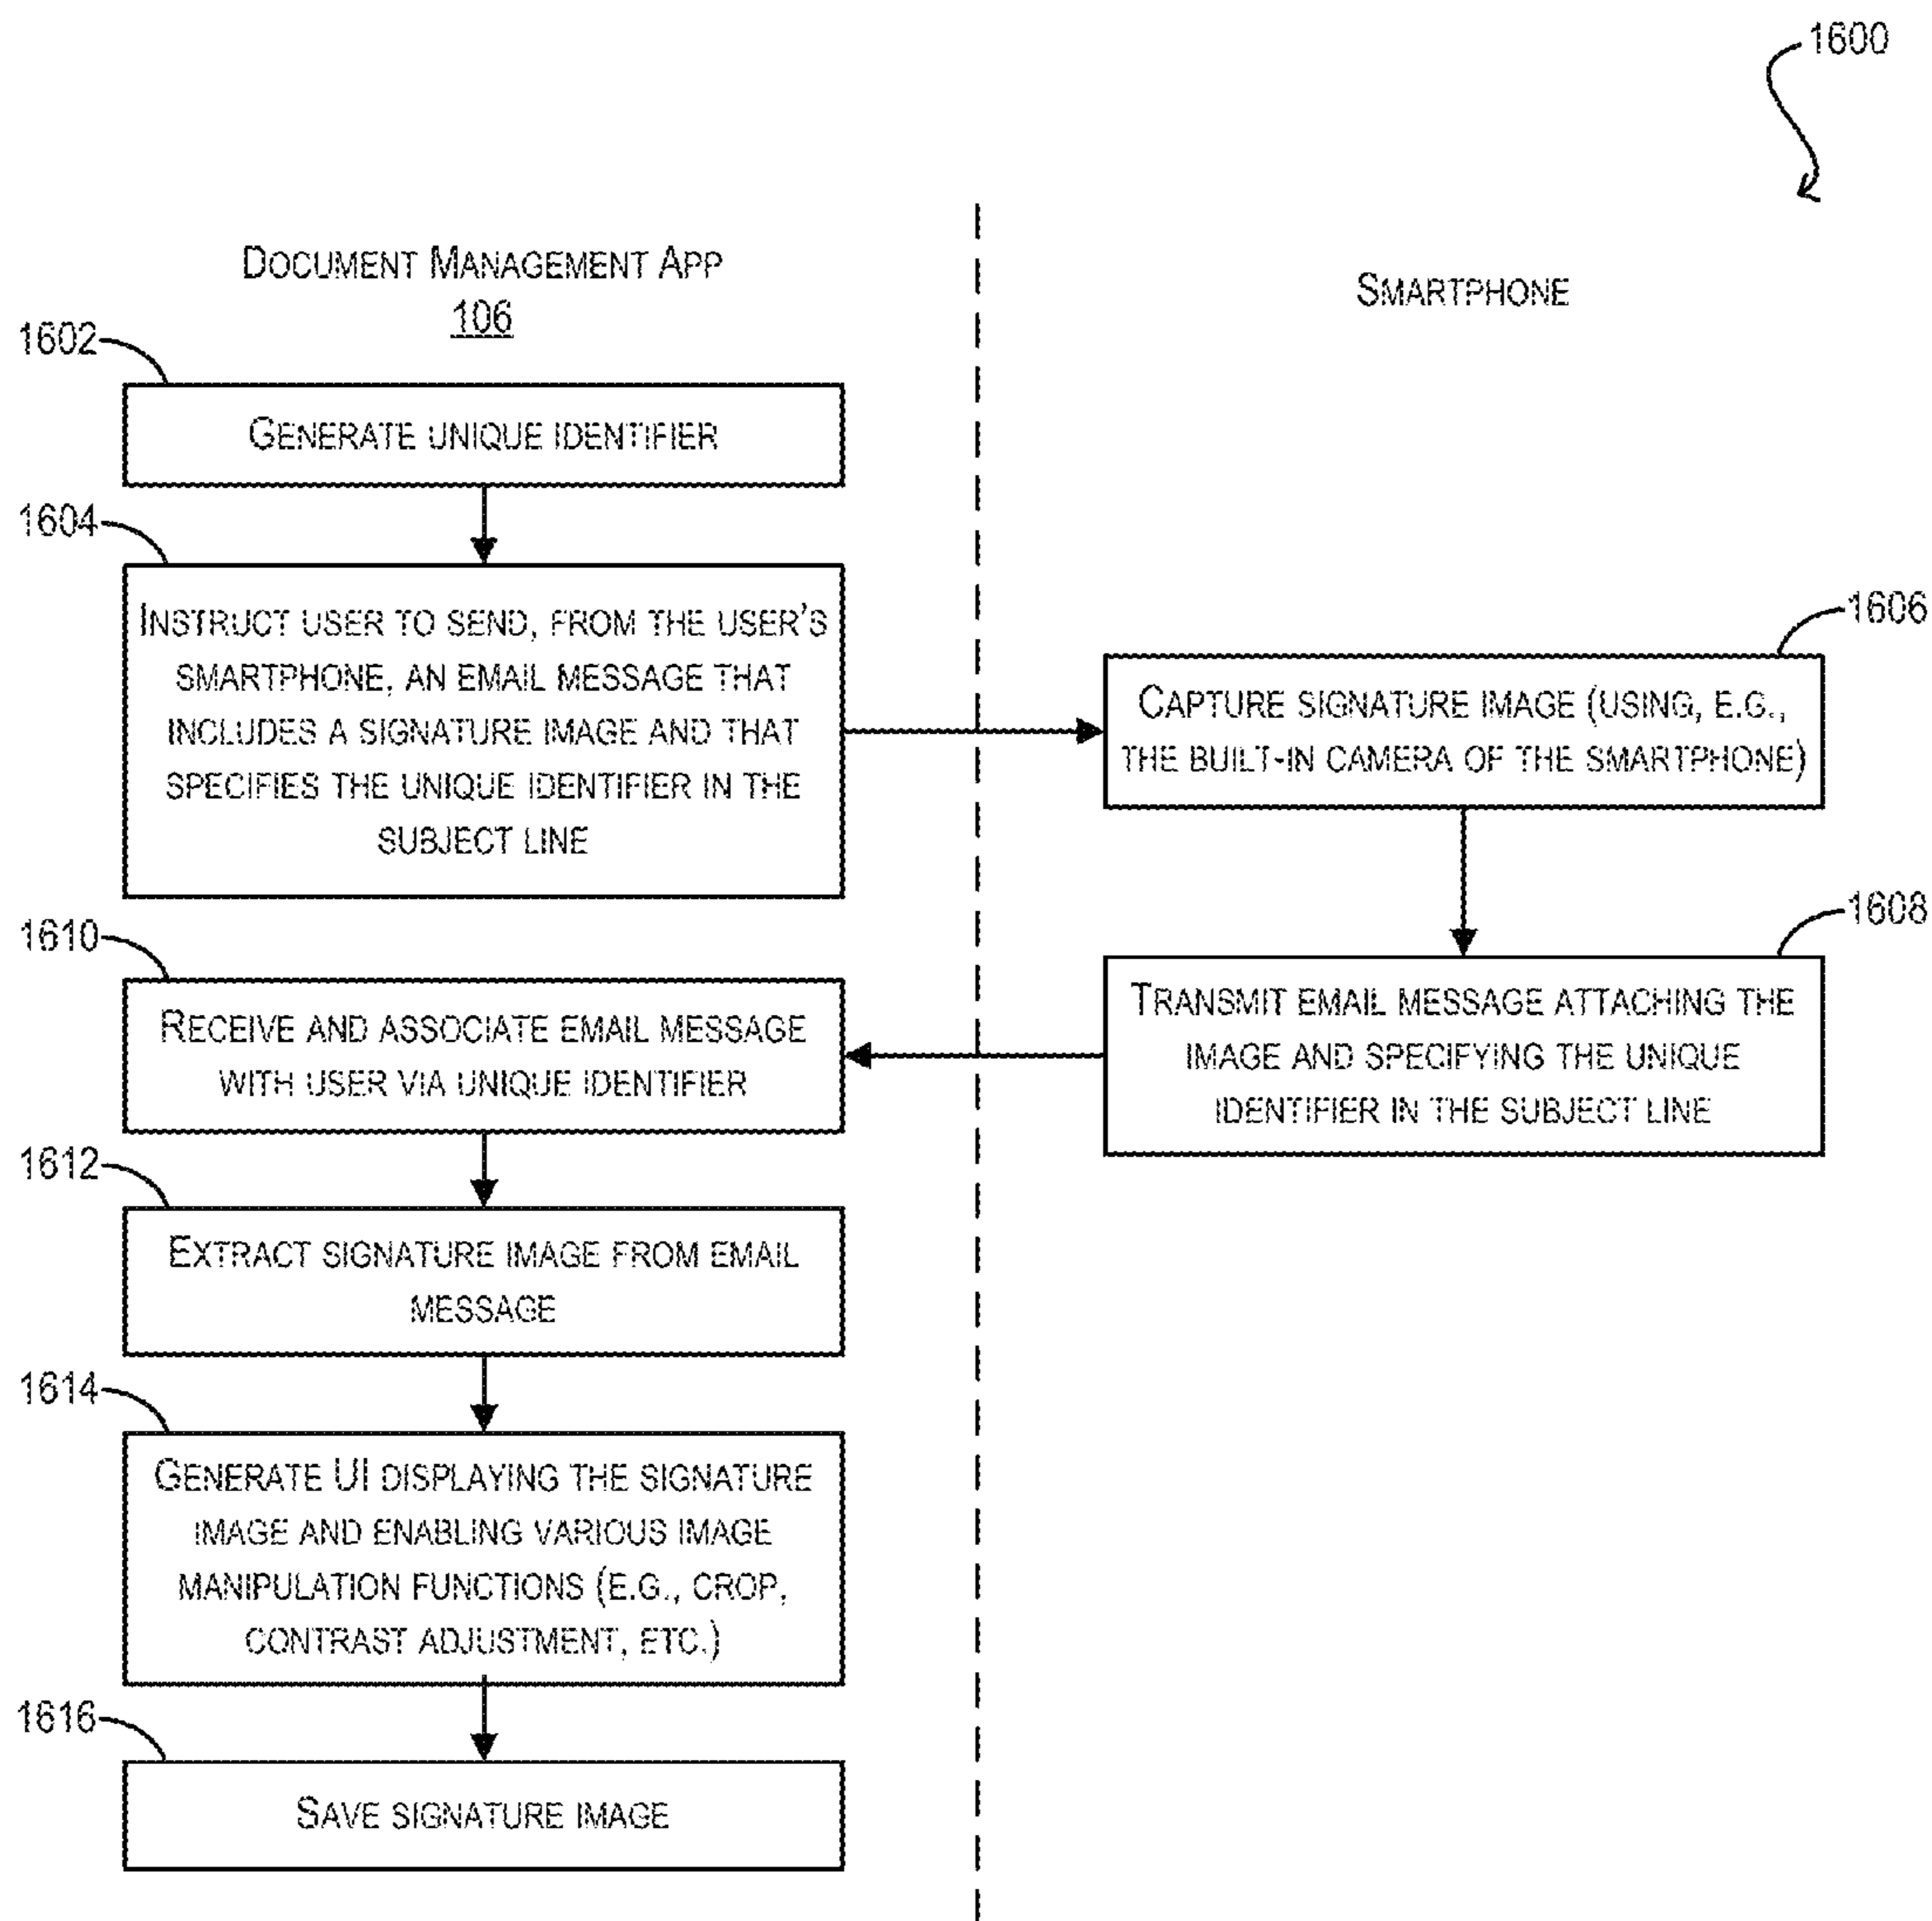 1600
DOCUMENT MANAGEMENT APP
106
SMARTPHONE
1602
GENERATE UNIQUE IDENTIFIER
1604
INSTRUCT USER TO SEND, FROM THE USER'S
SMARTPHONE, AN EMAIL MESSAGE THAT
INCLUDES A SIGNATURE IMAGE AND THAT
SPECIFIES THE UNIQUE IDENTIFIER IN THE
SUBJECT LINE
1606
CAPTURE SIGNATURE IMAGE (USING, E.G.,
THE BUILT-IN CAMERA OF THE SMARTPHONE)
1608
TRANSMIT EMAIL MESSAGE ATTACHING THE
IMAGE AND SPECIFYING THE UNIQUE
IDENTIFIER IN THE SUBJECT LINE
1610
RECEIVE AND ASSOCIATE EMAIL MESSAGE
WITH USER VIA UNIQUE IDENTIFIER
1612
EXTRACT SIGNATURE IMAGE FROM EMAIL
MESSAGE
1614
GENERATE UI DISPLAYING THE SIGNATURE
IMAGE AND ENABLING VARIOUS IMAGE
MANIPULATION FUNCTIONS (E.G., CROP,
CONTRAST ADJUSTMENT, ETC.)
1616
SAVE SIGNATURE IMAGE